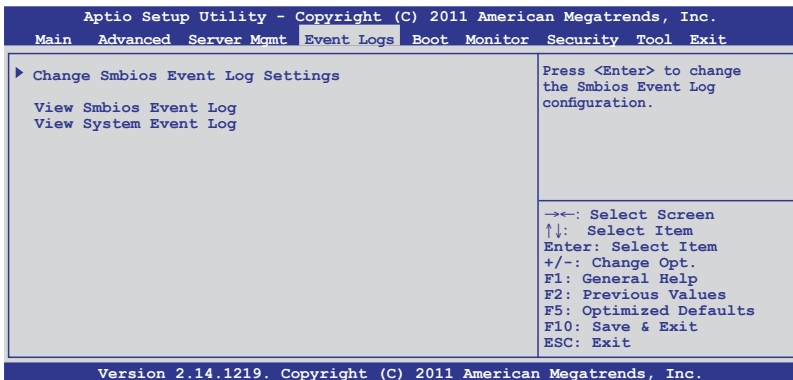 Aptio Setup Utility - Copyright (C) 2011 American Megatrends, Inc.
Main Advanced Server Mgmt Event Logs Boot Monitor Security Tool Exit
Change Smbios Event Log Settings
View Smbios Event Log
View System Event Log
Press <Enter> to change
the Smbios Event Log
configuration.
→←: Select Screen
↑↓: Select Item
Enter: Select Item
+/-: Change Opt.
F1: General Help
F2: Previous Values
F5: Optimized Defaults
F10: Save & Exit
ESC: Exit
Version 2.14.1219. Copyright (C) 2011 American Megatrends, Inc.